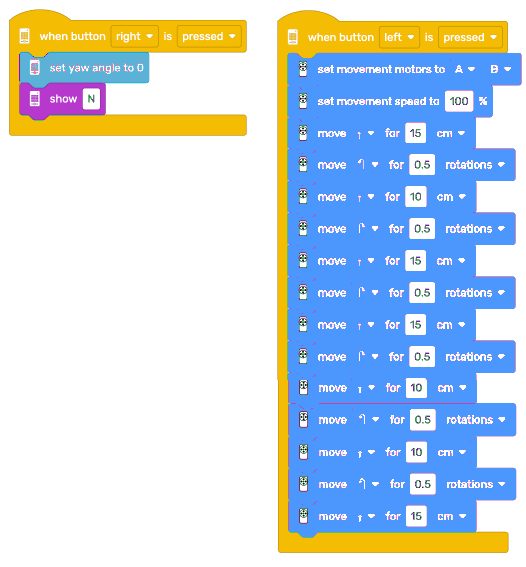 when button right is pressed
set yaw angle to 0
show N
when button left is pressed
set movement motors to A B
set movement speed to 100 %
move for 15 cm
move for 0.5 rotations
move for 10 cm
move for 0.5 rotations
move for 15 cm
move for 0.5 rotations
move for 15 cm
move for 0.5 rotations
move for 10 cm
move for 0.5 rotations
move for 10 cm
move for 0.5 rotations
move for 15 cm